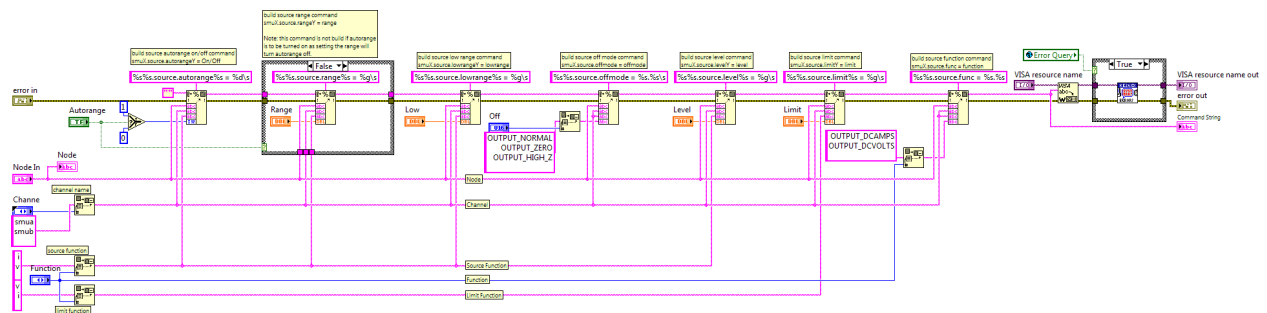 build source range command
smuX.source.rangeY = range
Note: this command is not build if autorange
is to be turned on as setting the range will
turn autorange off.
build source autorange on/off command
smuX.source.autorangeY = On/Off
build source low range command
smuX.source.lowrangeY = lowrange
build source off mode command
smuX.source.offmode = offmode
build source level command
smuX.source.levelY = level
build source limit command
smuX.source.limitY = limit
build source function command
smuX.source.func = function
%s%s.source.autorange%s = %d\s
False
%s%s.source.range%s = %g\s
%s%s.source.lowrange%s = %g\s
%s%s.source.offmode = %s.%s\s
%s%s.source.level%s = %g\s
%s%s.source.limit%s = %g\s
%s%s.source.func = %s.%s
Error Query
True
VISA resource name
VISA resource name out
error in
error out
Command String
Autorange
TF
1
0
Range
Low
Off
OUTPUT_NORMAL
OUTPUT_ZERO
OUTPUT_HIGH_Z
Level
Limit
OUTPUT_DCAMPS
OUTPUT_DCVOLTS
Node
Node In
abc
Node
channel name
Channe
smua
smub
Channel
source function
i
v
Function
v
i
Source Function
Function
Limit Function
limit function